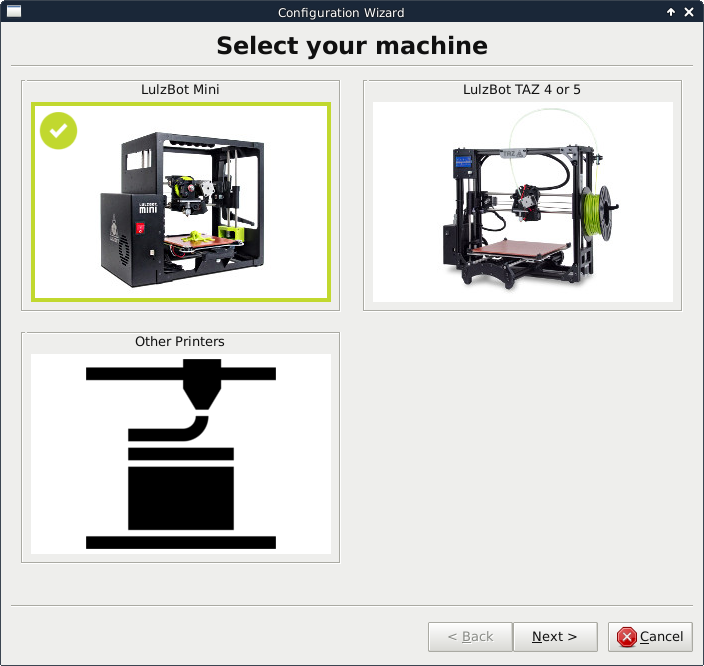 Configuration Wizard
Select your machine
LulzBot Mini
LulzBot TAZ 4 or 5
LULZBOT
mini
TAZ
Other Printers
< Back
Next >
Cancel